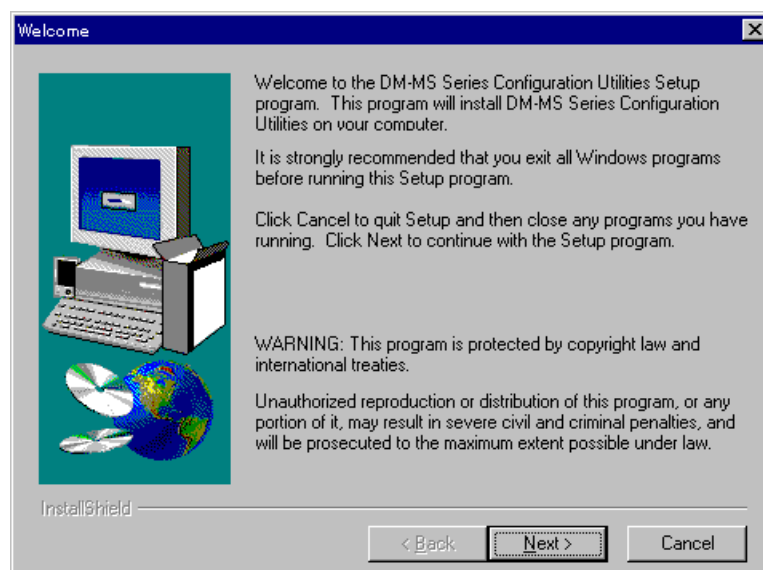 Welcome
Welcome to the DM-MS Series Configuration Utilities Setup
program. This program will install DM-MS Series Configuration
Utilities on your computer.
It is strongly recommended that you exit all Windows programs
before running this Setup program.
Click Cancel to quit Setup and then close any programs you have
running. Click Next to continue with the Setup program.
WARNING: This program is protected by copyright law and
international treaties.
Unauthorized reproduction or distribution of this program, or any
portion of it, may result in severe civil and criminal penalties, and
will be prosecuted to the maximum extent possible under law.
InstallShield
< Back
Next >
Cancel